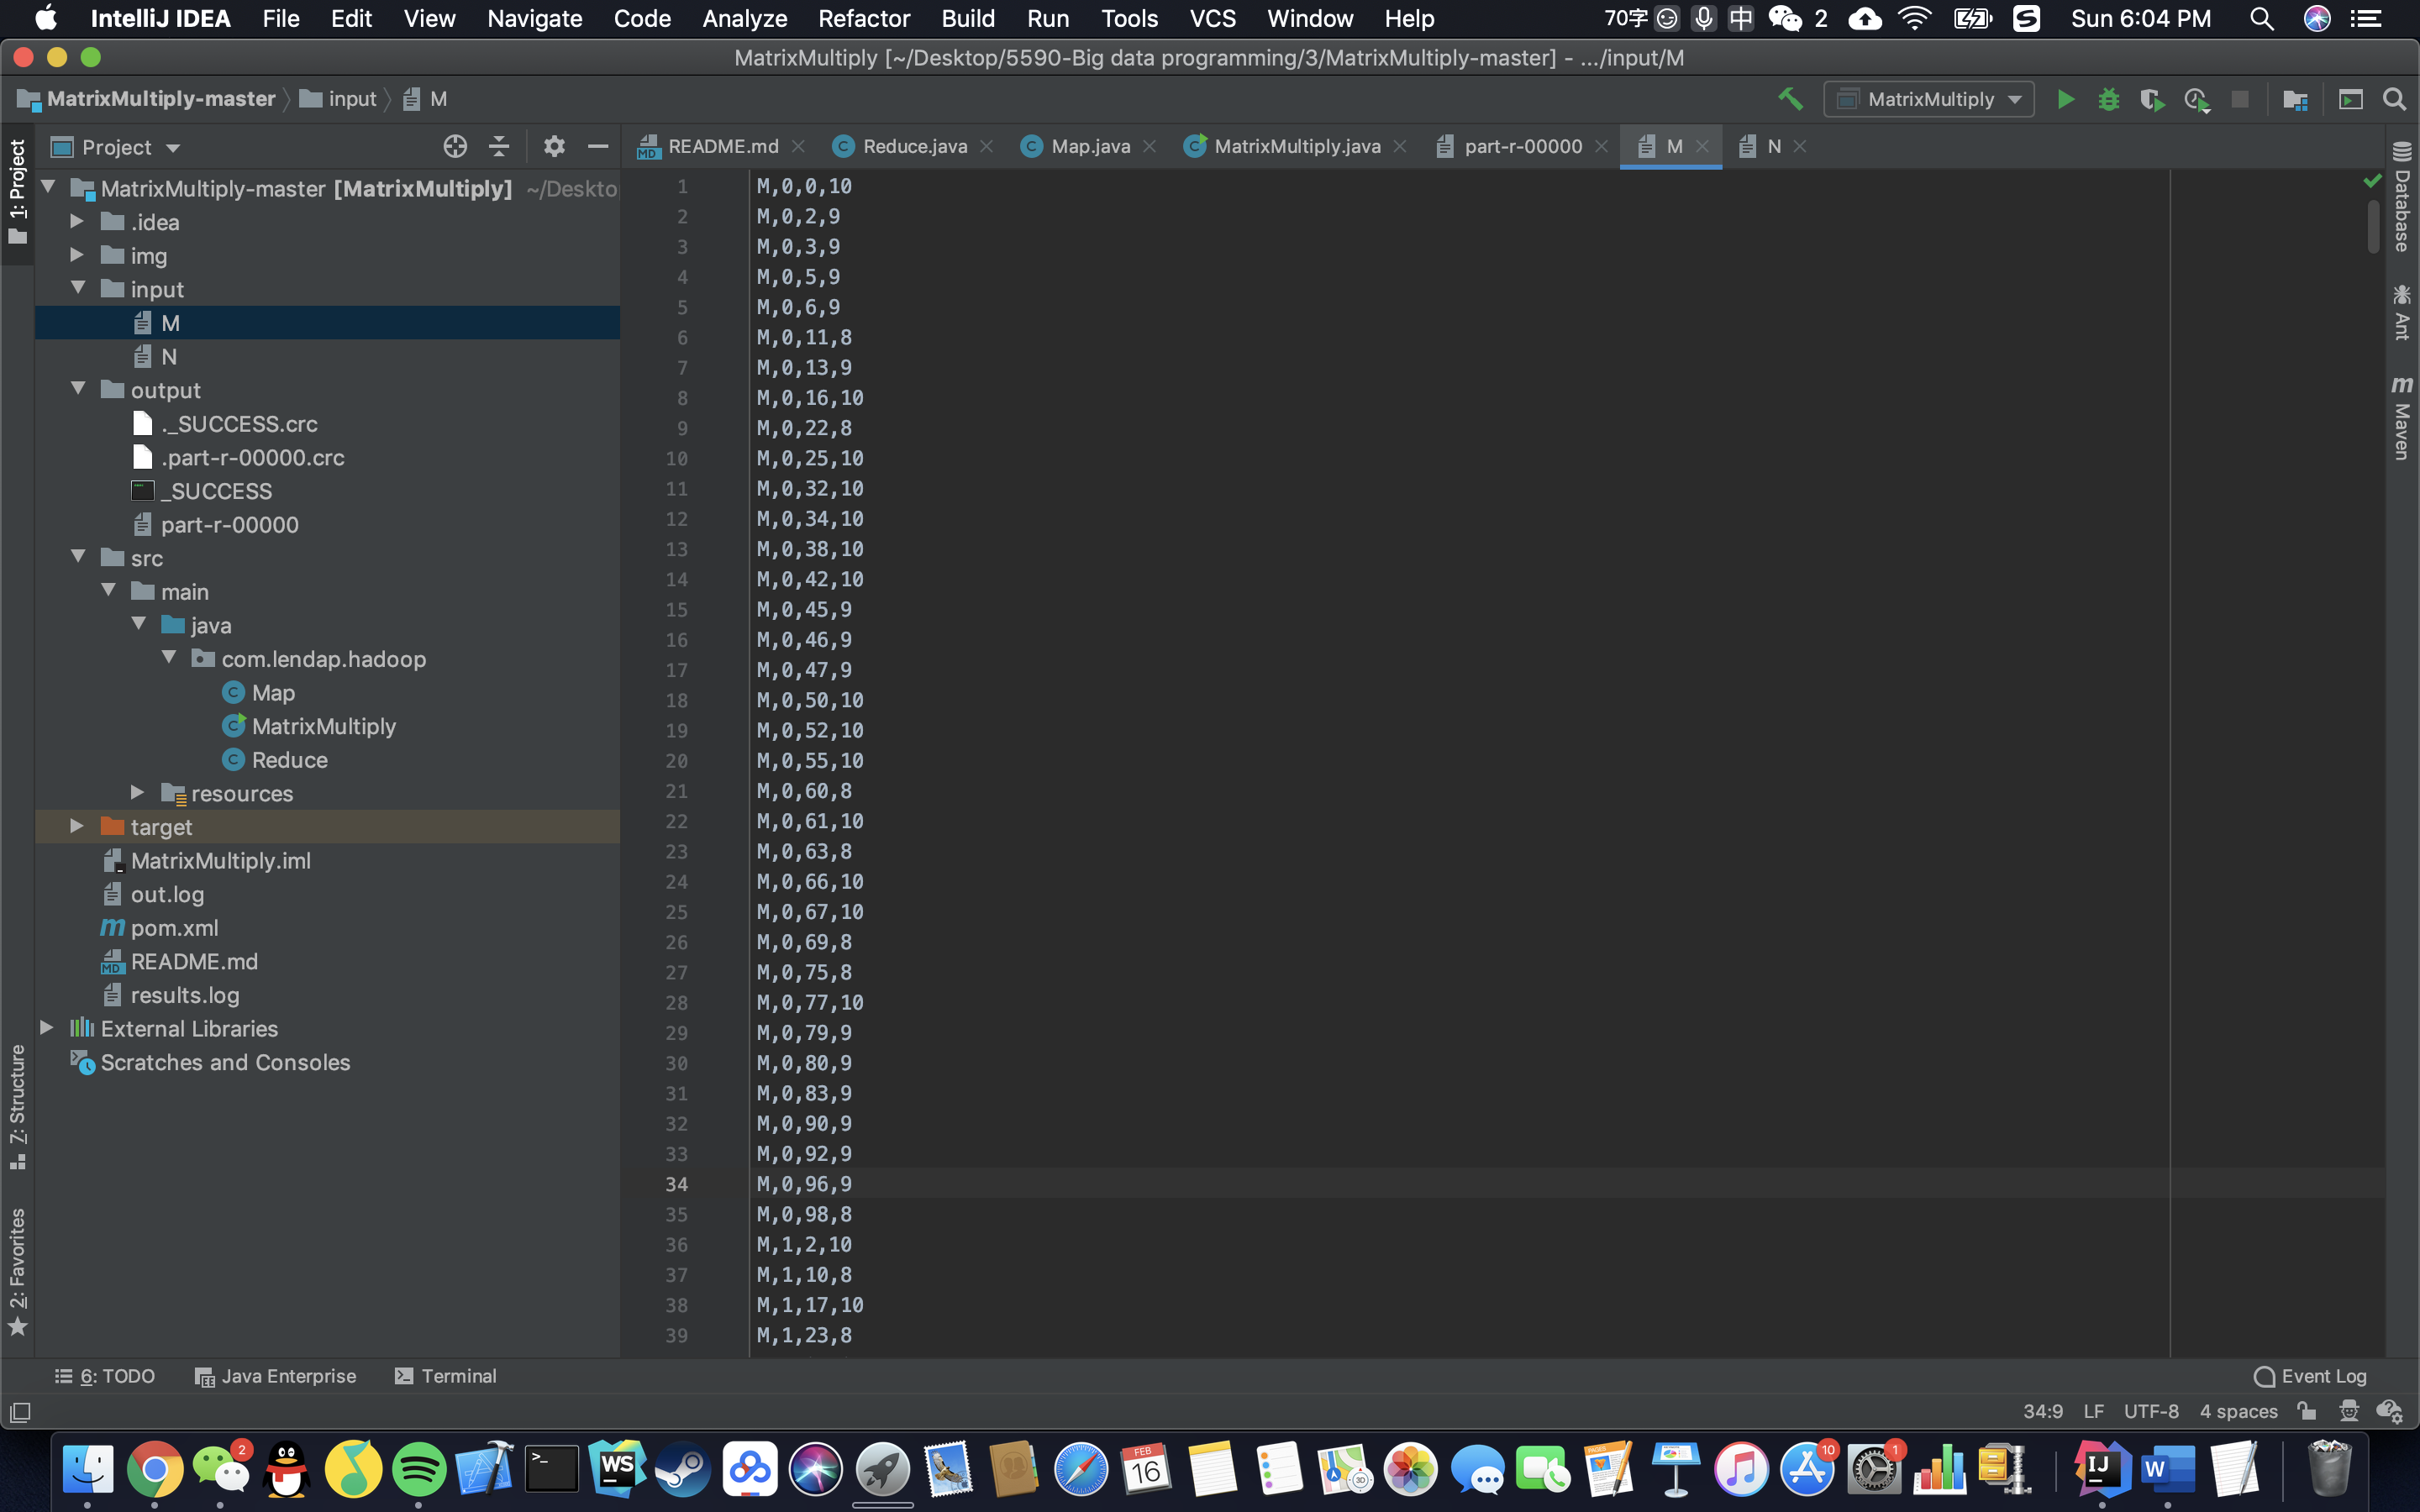 IntelliJ IDEA File Edit View Navigate Code Analyze Refactor Build Run Tools VCS Window Help 70字 中 2 S Sun 6:04 PM
MatrixMultiply [~/Desktop/5590-Big data programming/3/MatrixMultiply-master] - .../input/M
MatrixMultiply-master input M MatrixMultiply
1: Project
Project
README.md Reduce.java Map.java MatrixMultiply.java part-r-00000 M N
MatrixMultiply-master [MatrixMultiply] ~/Deskto
.idea
img
input
M
N
output
._SUCCESS.crc
.part-r-00000.crc
_SUCCESS
part-r-00000
src
main
java
com.lendap.hadoop
Map
MatrixMultiply
Reduce
resources
target
MatrixMultiply.iml
out.log
pom.xml
README.md
results.log
External Libraries
Scratches and Consoles
7: Structure
2: Favorites
1 M,0,0,10
2 M,0,2,9
3 M,0,3,9
4 M,0,5,9
5 M,0,6,9
6 M,0,11,8
7 M,0,13,9
8 M,0,16,10
9 M,0,22,8
10 M,0,25,10
11 M,0,32,10
12 M,0,34,10
13 M,0,38,10
14 M,0,42,10
15 M,0,45,9
16 M,0,46,9
17 M,0,47,9
18 M,0,50,10
19 M,0,52,10
20 M,0,55,10
21 M,0,60,8
22 M,0,61,10
23 M,0,63,8
24 M,0,66,10
25 M,0,67,10
26 M,0,69,8
27 M,0,75,8
28 M,0,77,10
29 M,0,79,9
30 M,0,80,9
31 M,0,83,9
32 M,0,90,9
33 M,0,92,9
34 M,0,96,9
35 M,0,98,8
36 M,1,2,10
37 M,1,10,8
38 M,1,17,10
39 M,1,23,8
Database
Ant
m Maven
6: TODO Java Enterprise Terminal Event Log
34:9 LF UTF-8 4 spaces
2 WS FEB 16 PAGES 3D 10 1 IJ W